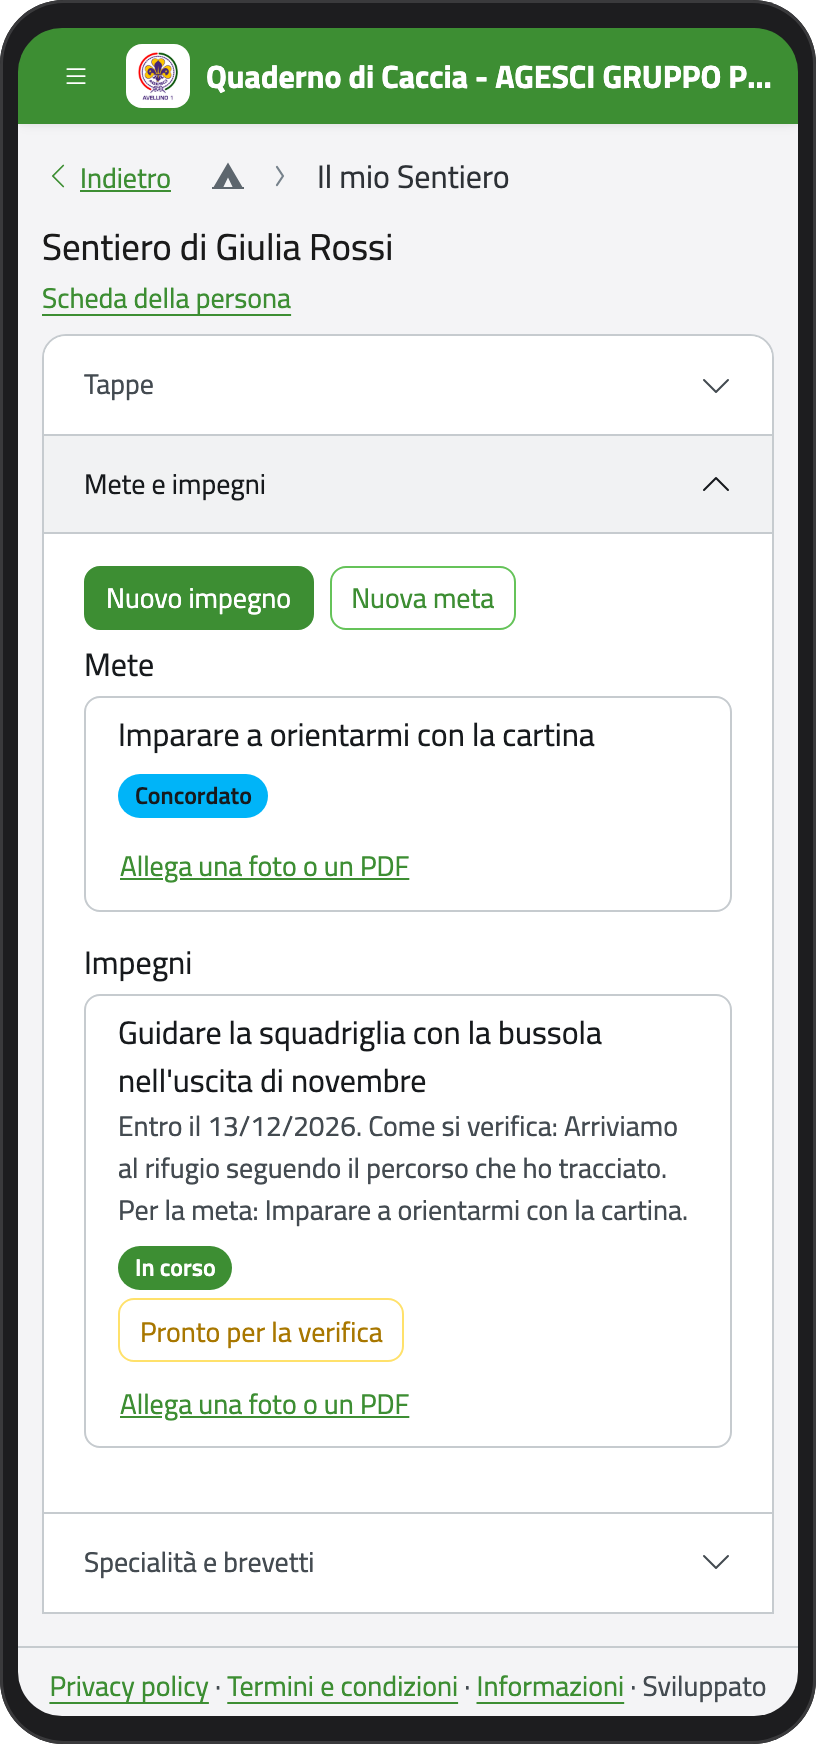 AVELLINO 1
Quaderno di Caccia - AGESCI GRUPPO P...
Indietro
Il mio Sentiero
Sentiero di Giulia Rossi
Scheda della persona
Tappe
Mete e impegni
Nuovo impegno
Nuova meta
Mete
Imparare a orientarmi con la cartina
Concordato
Allega una foto o un PDF
Impegni
Guidare la squadriglia con la bussola
nell'uscita di novembre
Entro il 13/12/2026. Come si verifica: Arriviamo
al rifugio seguendo il percorso che ho tracciato.
Per la meta: Imparare a orientarmi con la cartina.
In corso
Pronto per la verifica
Allega una foto o un PDF
Specialità e brevetti
Privacy policy · Termini e condizioni · Informazioni · Sviluppato